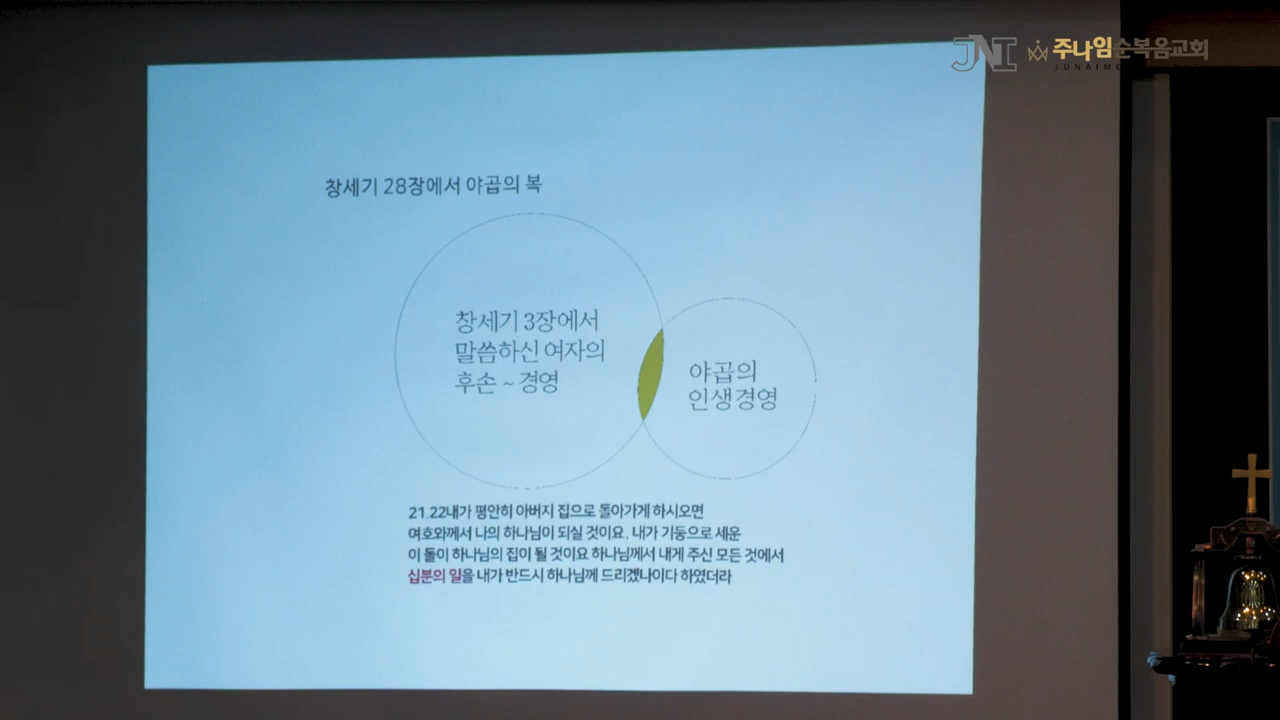 JNI 주나임순복음교회
JUNAIM
창세기 28장에서 야곱의 복
창세기 3장에서
말씀하신 여자의
후손 ~ 경영
야곱의
인생경영
21.22내가 평안히 아버지 집으로 돌아가게 하시오면
여호와께서 나의 하나님이 되실 것이요. 내가 기둥으로 세운
이 돌이 하나님의 집이 될 것이요 하나님께서 내게 주신 모든 것에서
십분의 일을 내가 반드시 하나님께 드리겠나이다 하였더라